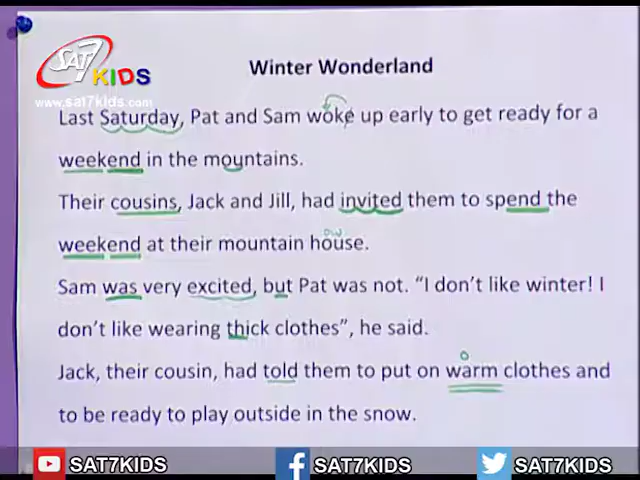 SAT7
KIDS
www.sat7kids.com
Winter Wonderland
Last Saturday, Pat and Sam woke up early to get ready for a
weekend in the mountains.
Their cousins, Jack and Jill, had invited them to spend the
weekend at their mountain house.
ow
Sam was very excited, but Pat was not. “I don’t like winter! I
don’t like wearing thick clothes”, he said.
o
Jack, their cousin, had told them to put on warm clothes and
to be ready to play outside in the snow.
SAT7KIDS
SAT7KIDS
SAT7KIDS